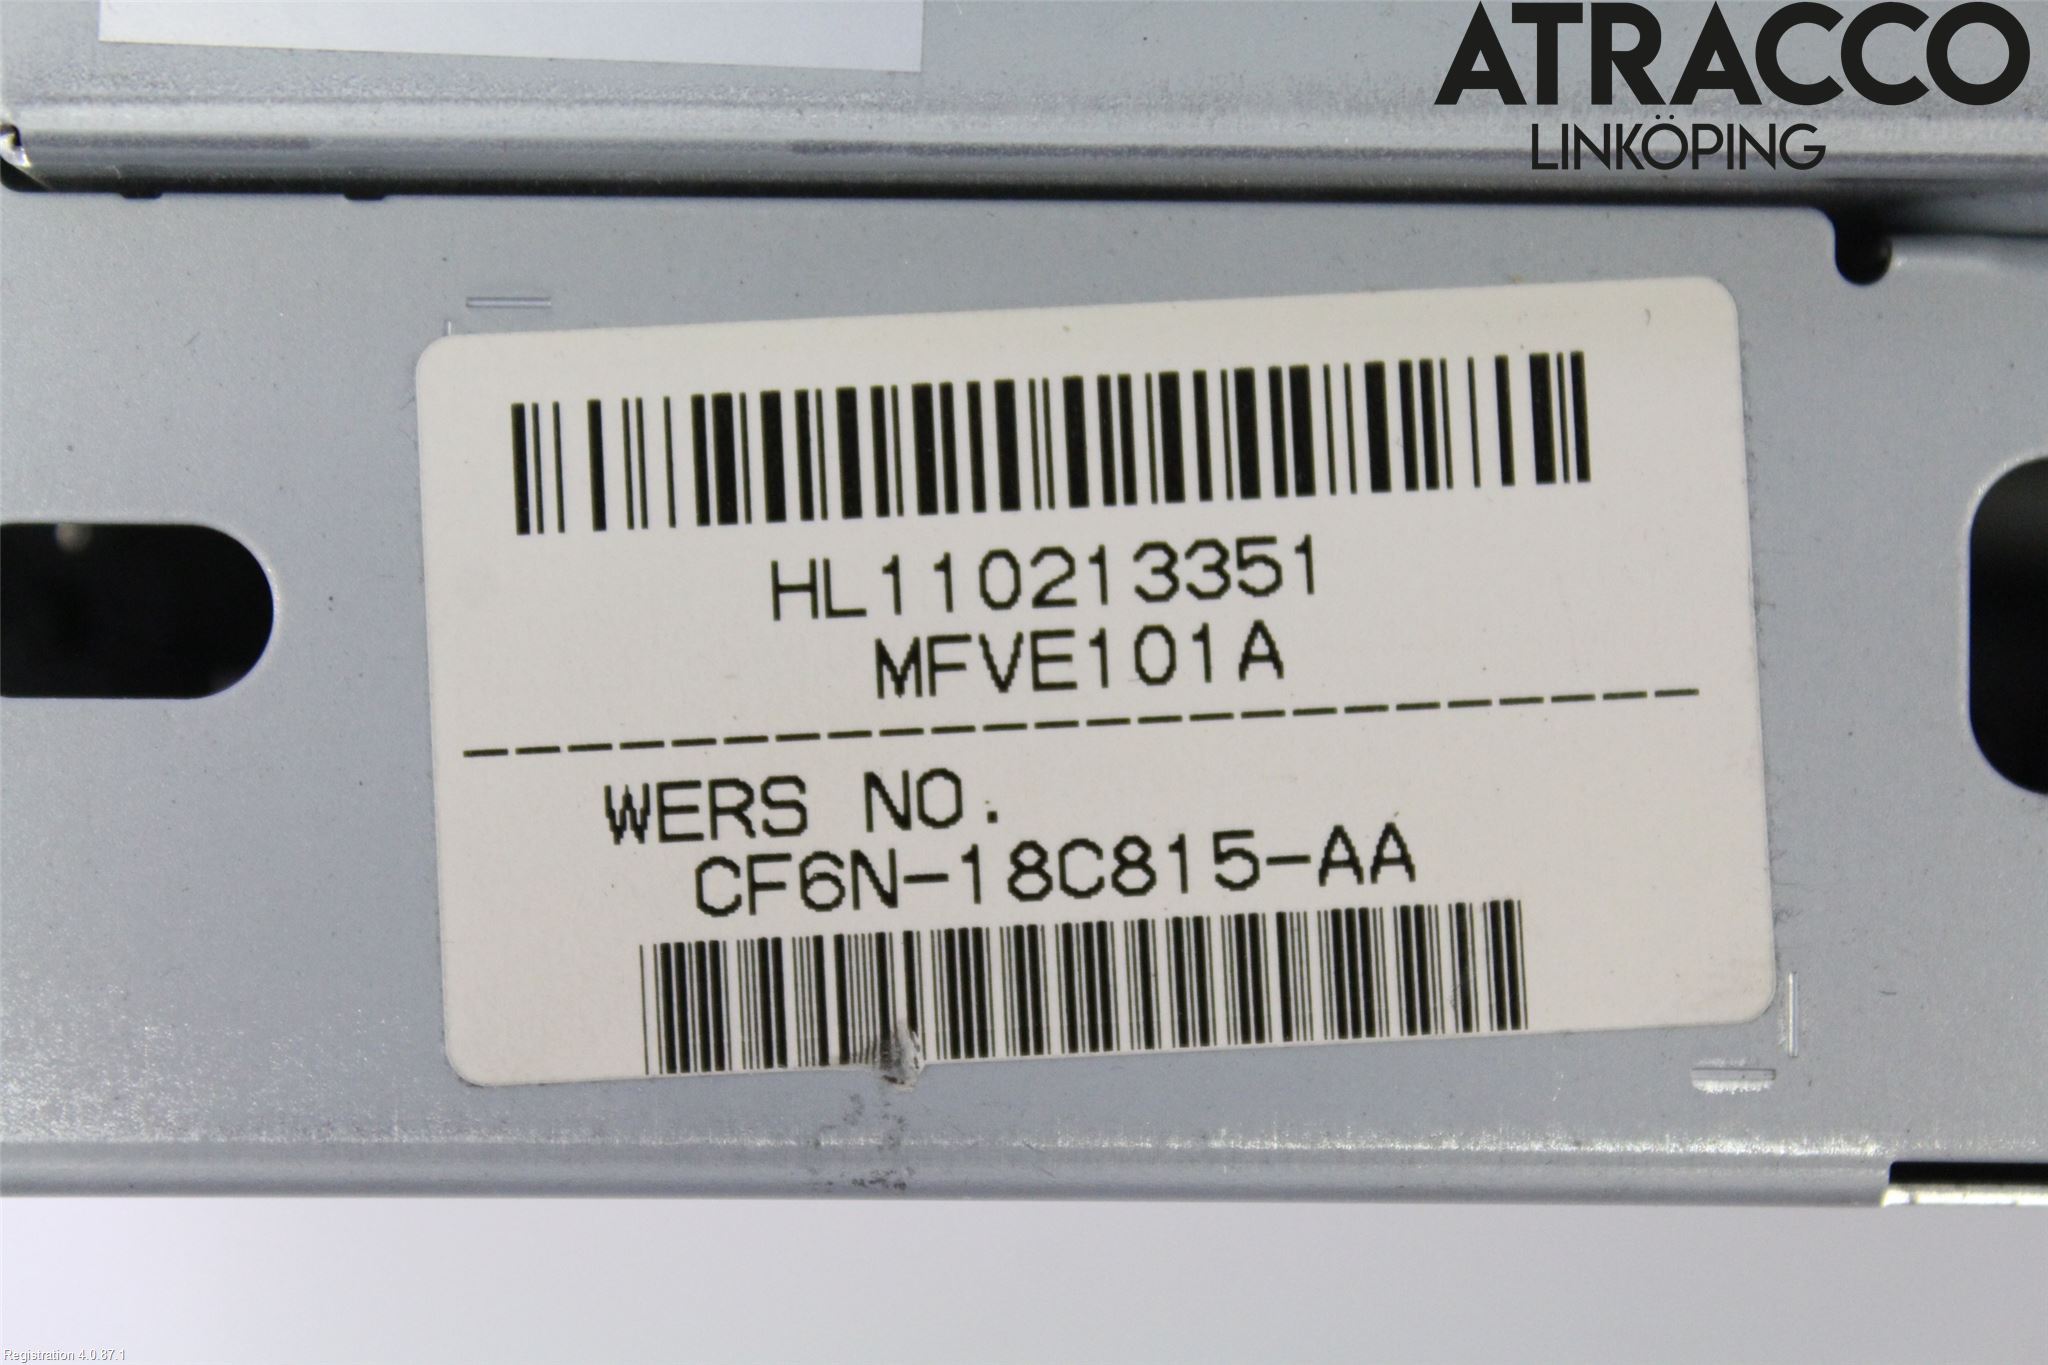 ATRACCO
LINKÖPING
HL110213351
MFVE101A
WERS NO.
CF6N-18C815-AA
Registration 4.0.87.1